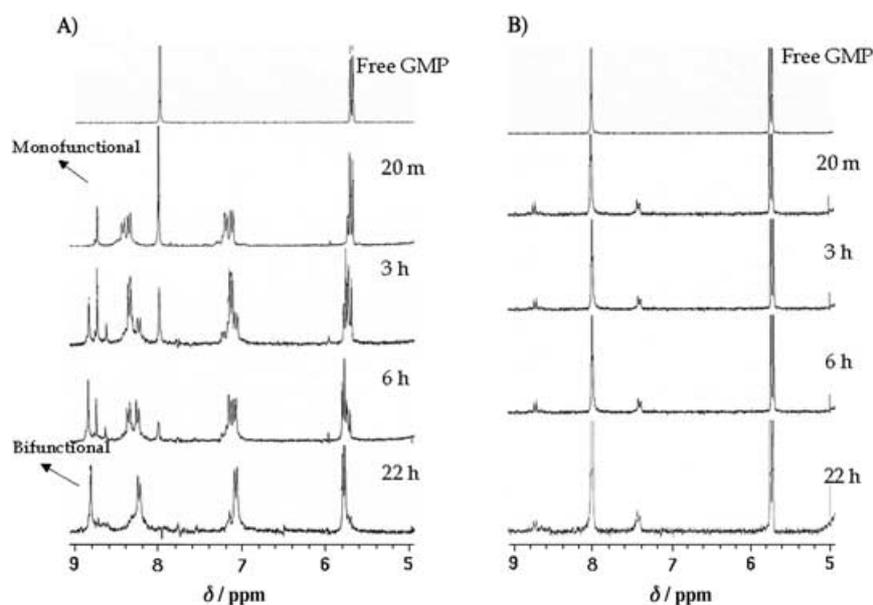 A)
Free GMP
Monofunctional
20 m
3 h
6 h
Bifunctional
22 h
9 8 7 6 5
δ / ppm
B)
Free GMP
20 m
3 h
6 h
22 h
9 8 7 6 5
δ / ppm